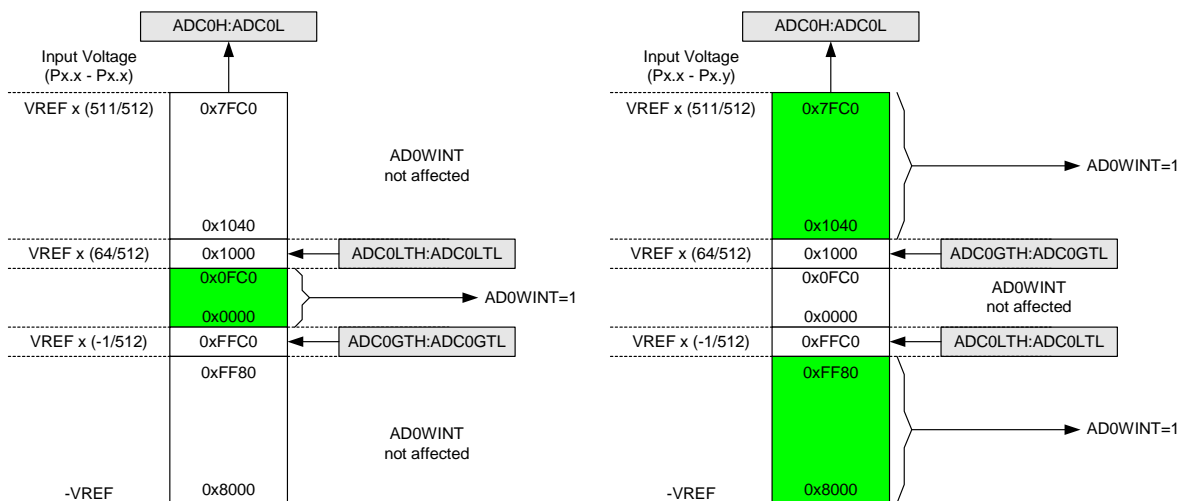 ADC0H:ADC0L
Input Voltage
(Px.x - Px.x)
VREF x (511/512)
0x7FC0
AD0WINT
not affected
0x1040
VREF x (64/512)
0x1000
ADC0LTH:ADC0LTL
0x0FC0
AD0WINT=1
0x0000
VREF x (-1/512)
0xFFC0
ADC0GTH:ADC0GTL
0xFF80
AD0WINT
not affected
-VREF
0x8000
ADC0H:ADC0L
Input Voltage
(Px.x - Px.y)
VREF x (511/512)
0x7FC0
AD0WINT=1
0x1040
VREF x (64/512)
0x1000
ADC0GTH:ADC0GTL
0x0FC0
AD0WINT
not affected
0x0000
VREF x (-1/512)
0xFFC0
ADC0LTH:ADC0LTL
0xFF80
AD0WINT=1
-VREF
0x8000